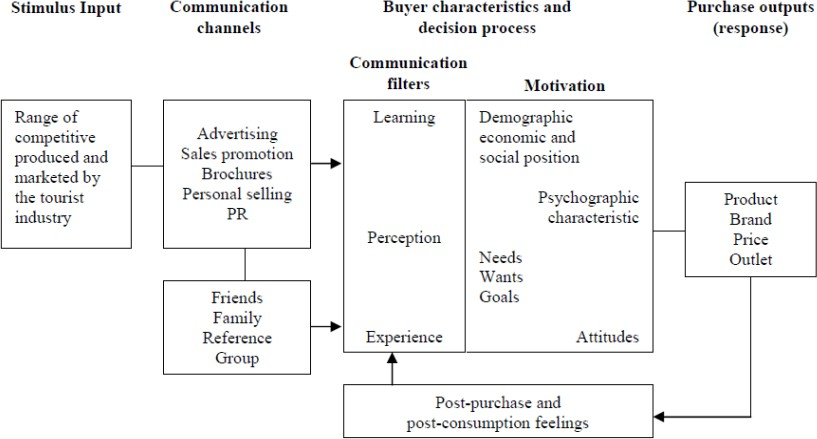 Stimulus Input
Communication
channels
Buyer characteristics and
decision process
Purchase outputs
(response)
Communication
filters
Motivation
Range of
competitive
produced and
marketed by
the tourist
industry
Advertising
Sales promotion
Brochures
Personal selling
PR
Friends
Family
Reference
Group
Learning
Perception
Experience
Demographic
economic and
social position
Psychographic
characteristic
Needs
Wants
Goals
Attitudes
Product
Brand
Price
Outlet
Post-purchase and
post-consumption feelings